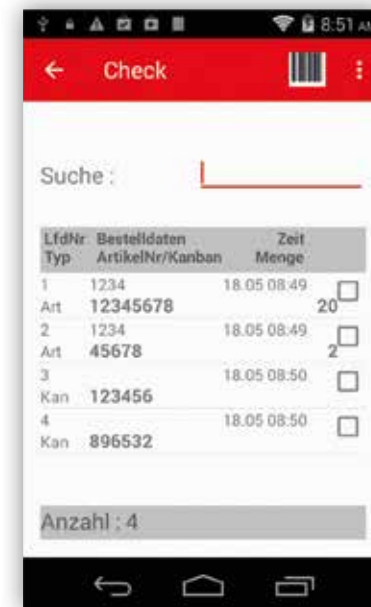 8:51 AM
Check
Suche :
LfdNr Bestelldaten Zeit
Typ ArtikelNr/Kanban Menge
1 1234 18.05 08:49
Art 12345678 20
2 1234 18.05 08:49
Art 45678 2
3 18.05 08:50
Kan 123456
4 18.05 08:50
Kan 896532
Anzahl : 4